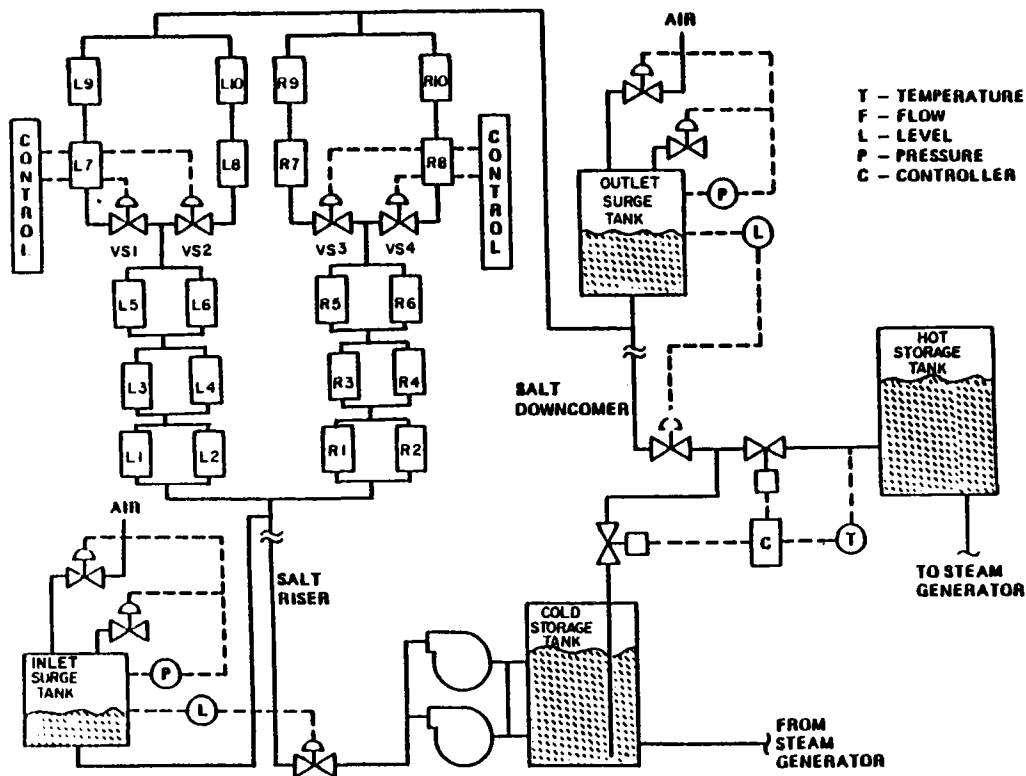 AIR
L9
L10
R9
R10
T – TEMPERATURE
F – FLOW
L – LEVEL
P – PRESSURE
C – CONTROLLER
CONTROL
L7
L8
R7
R8
CONTROL
OUTLET
SURGE
TANK
P
L
VS1
VS2
VS3
VS4
L5
L6
R5
R6
HOT
STORAGE
TANK
L3
L4
R3
R4
SALT
DOWNCOMER
L1
L2
R1
R2
AIR
C
T
SALT
RISER
TO STEAM
GENERATOR
COLD
STORAGE
TANK
INLET
SURGE
TANK
P
L
FROM
STEAM
GENERATOR